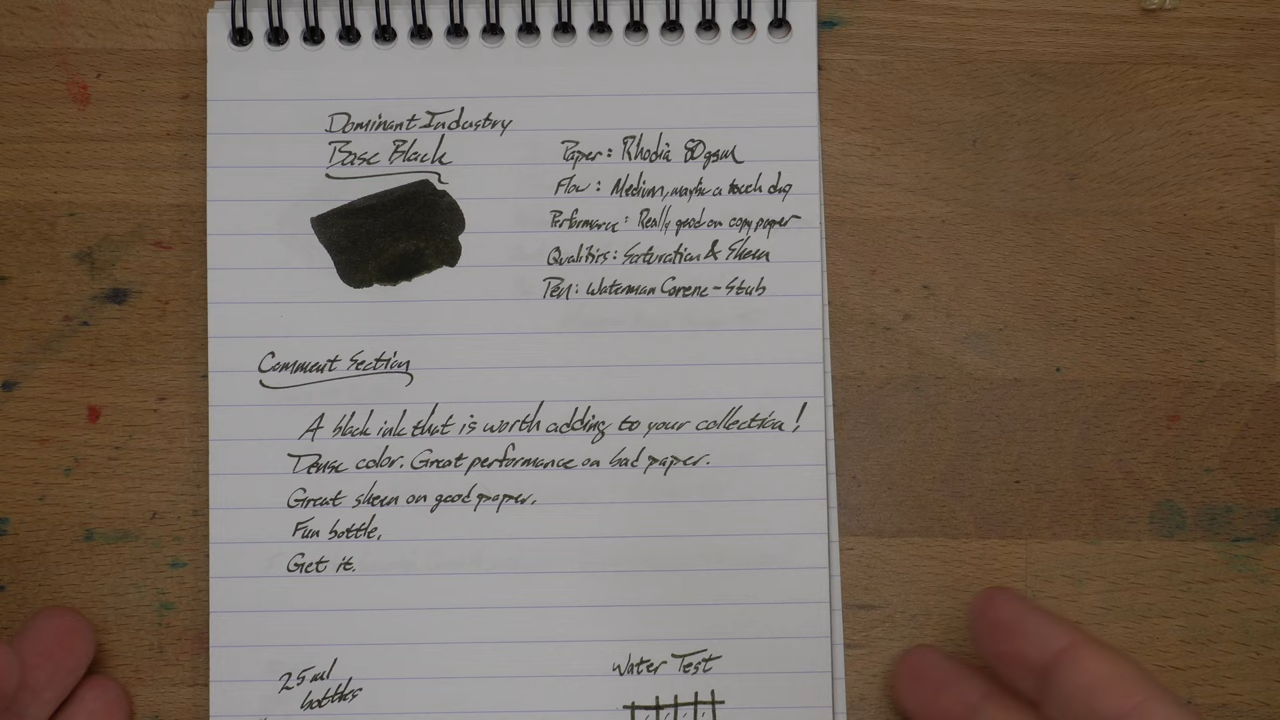 Dominant Industry
Base Black
Paper: Rhodia 80gsm
Flow: Medium, maybe a touch dry
Performance: Really good on copy paper
Qualities: Saturation & Sheen
Pen: Waterman Carene - Stub
Comment Section
A black ink that is worth adding to your collection!
Dense color. Great performance on bad paper.
Great sheen on good paper.
Fun bottle.
Get it.
25ml
bottles
Water Test